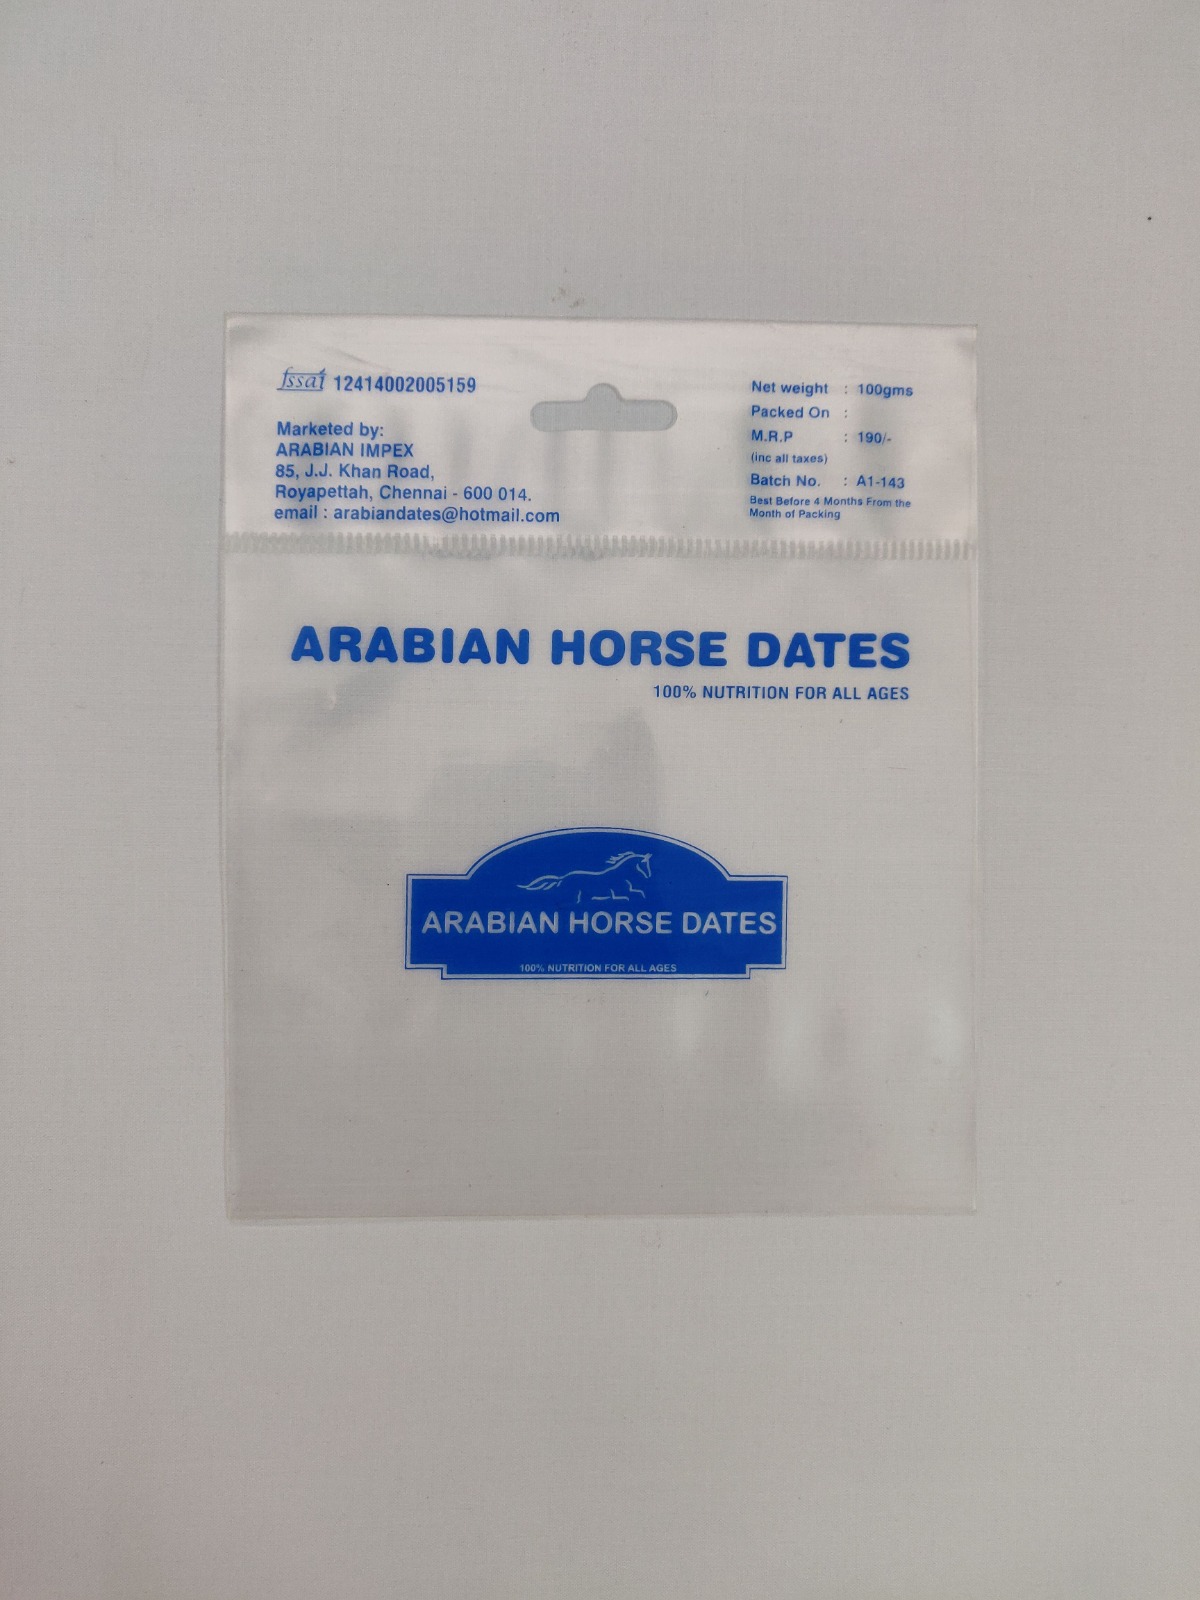 fssai 12414002005159
Marketed by:
ARABIAN IMPEX
85, J.J. Khan Road,
Royapettah, Chennai - 600 014.
email : arabiandates@hotmail.com
Net weight : 100gms
Packed On :
M.R.P : 190/-
(inc all taxes)
Batch No. : A1-143
Best Before 4 Months From the
Month of Packing
ARABIAN HORSE DATES
100% NUTRITION FOR ALL AGES
ARABIAN HORSE DATES
100% NUTRITION FOR ALL AGES